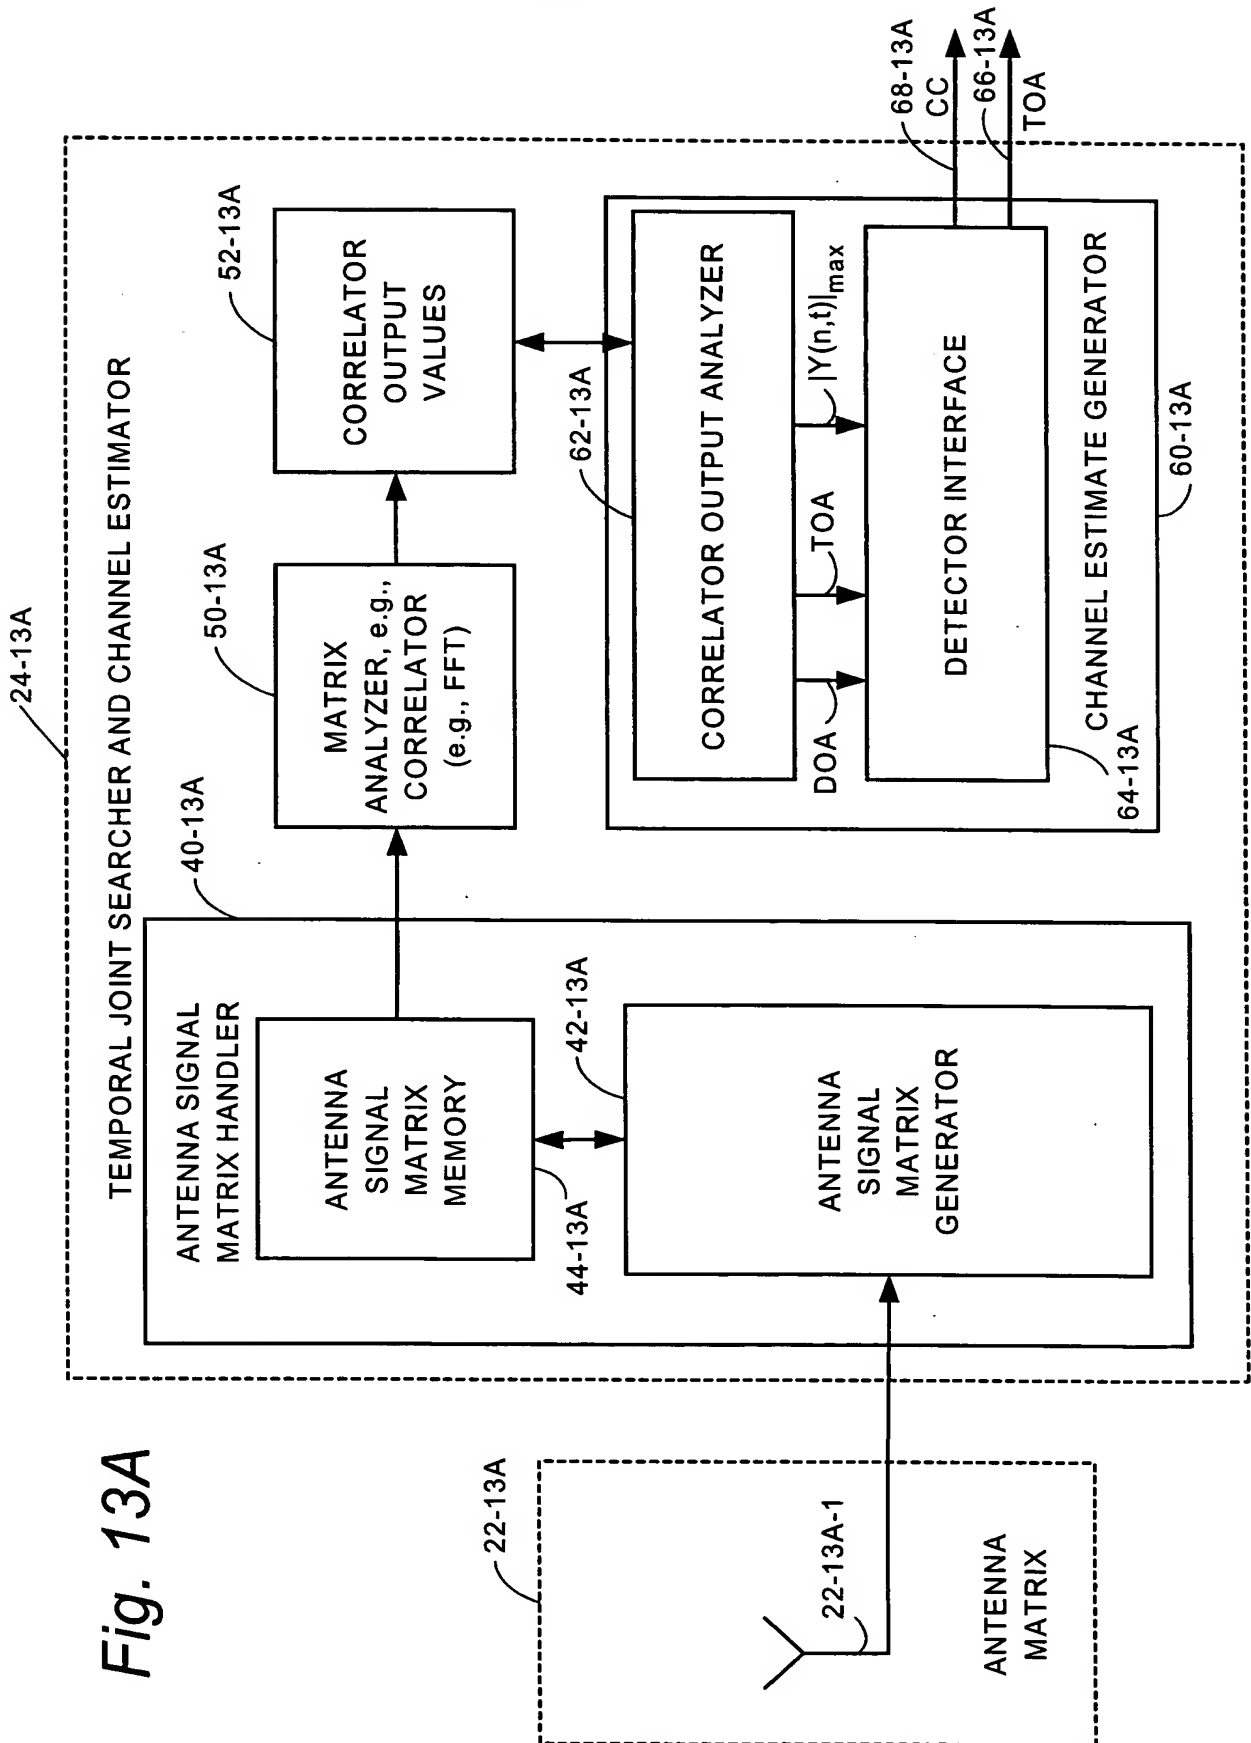 Fig. 13A
24-13A
TEMPORAL JOINT SEARCHER AND CHANNEL ESTIMATOR
40-13A
ANTENNA SIGNAL
MATRIX HANDLER
ANTENNA
SIGNAL
MATRIX
MEMORY
44-13A
42-13A
ANTENNA
SIGNAL
MATRIX
GENERATOR
50-13A
MATRIX
ANALYZER, e.g.,
CORRELATOR
(e.g., FFT)
52-13A
CORRELATOR
OUTPUT
VALUES
62-13A
CORRELATOR OUTPUT ANALYZER
DOA
TOA
|Y(n,t)|max
DETECTOR INTERFACE
64-13A
CHANNEL ESTIMATE GENERATOR
60-13A
68-13A
CC
66-13A
TOA
22-13A
22-13A-1
ANTENNA
MATRIX